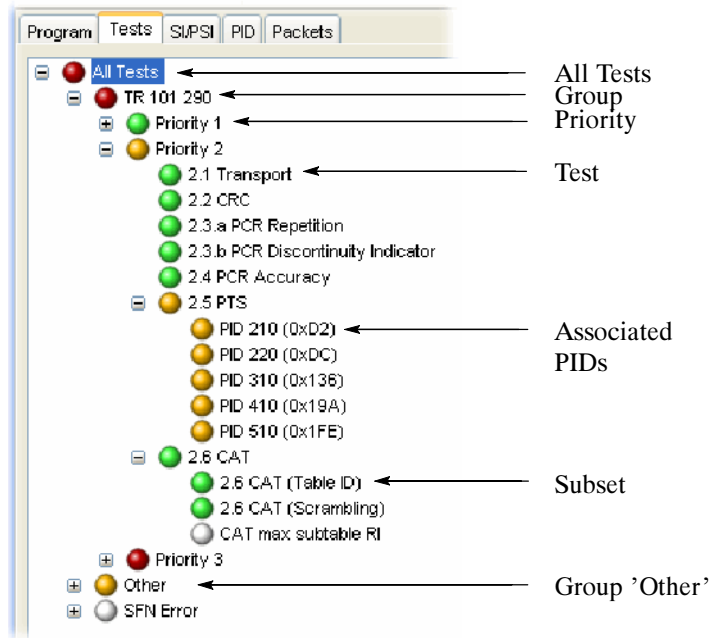 Program Tests SI/PSI PID Packets
All Tests All Tests
TR 101 290 Group
Priority 1 Priority
Priority 2
2.1 Transport Test
2.2 CRC
2.3.a PCR Repetition
2.3.b PCR Discontinuity Indicator
2.4 PCR Accuracy
2.5 PTS
PID 210 (0xD2) Associated
PID 220 (0xDC) PIDs
PID 310 (0x136)
PID 410 (0x19A)
PID 510 (0x1FE)
2.6 CAT
2.6 CAT (Table ID) Subset
2.6 CAT (Scrambling)
CAT max subtable RI
Priority 3
Other Group ’Other’
SFN Error